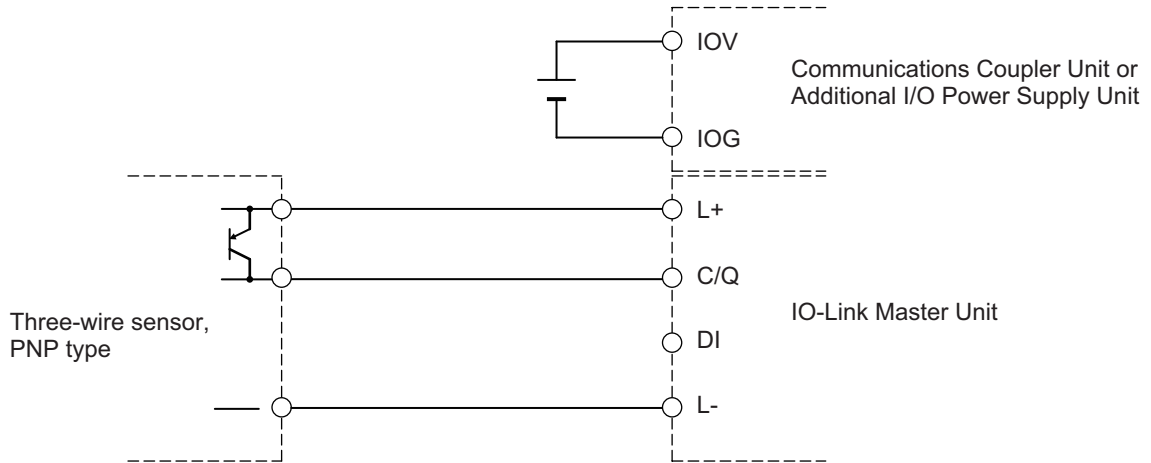 IOV
Communications Coupler Unit or
Additional I/O Power Supply Unit
IOG
L+
C/Q
IO-Link Master Unit
Three-wire sensor,
PNP type
DI
L-